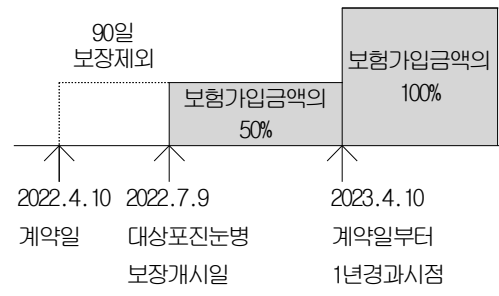 90일
보장제외
보험가입금액의
50%
보험가입금액의
100%
2022.4.10
계약일
2022.7.9
대상포진눈병
보장개시일
2023.4.10
계약일부터
1년경과시점